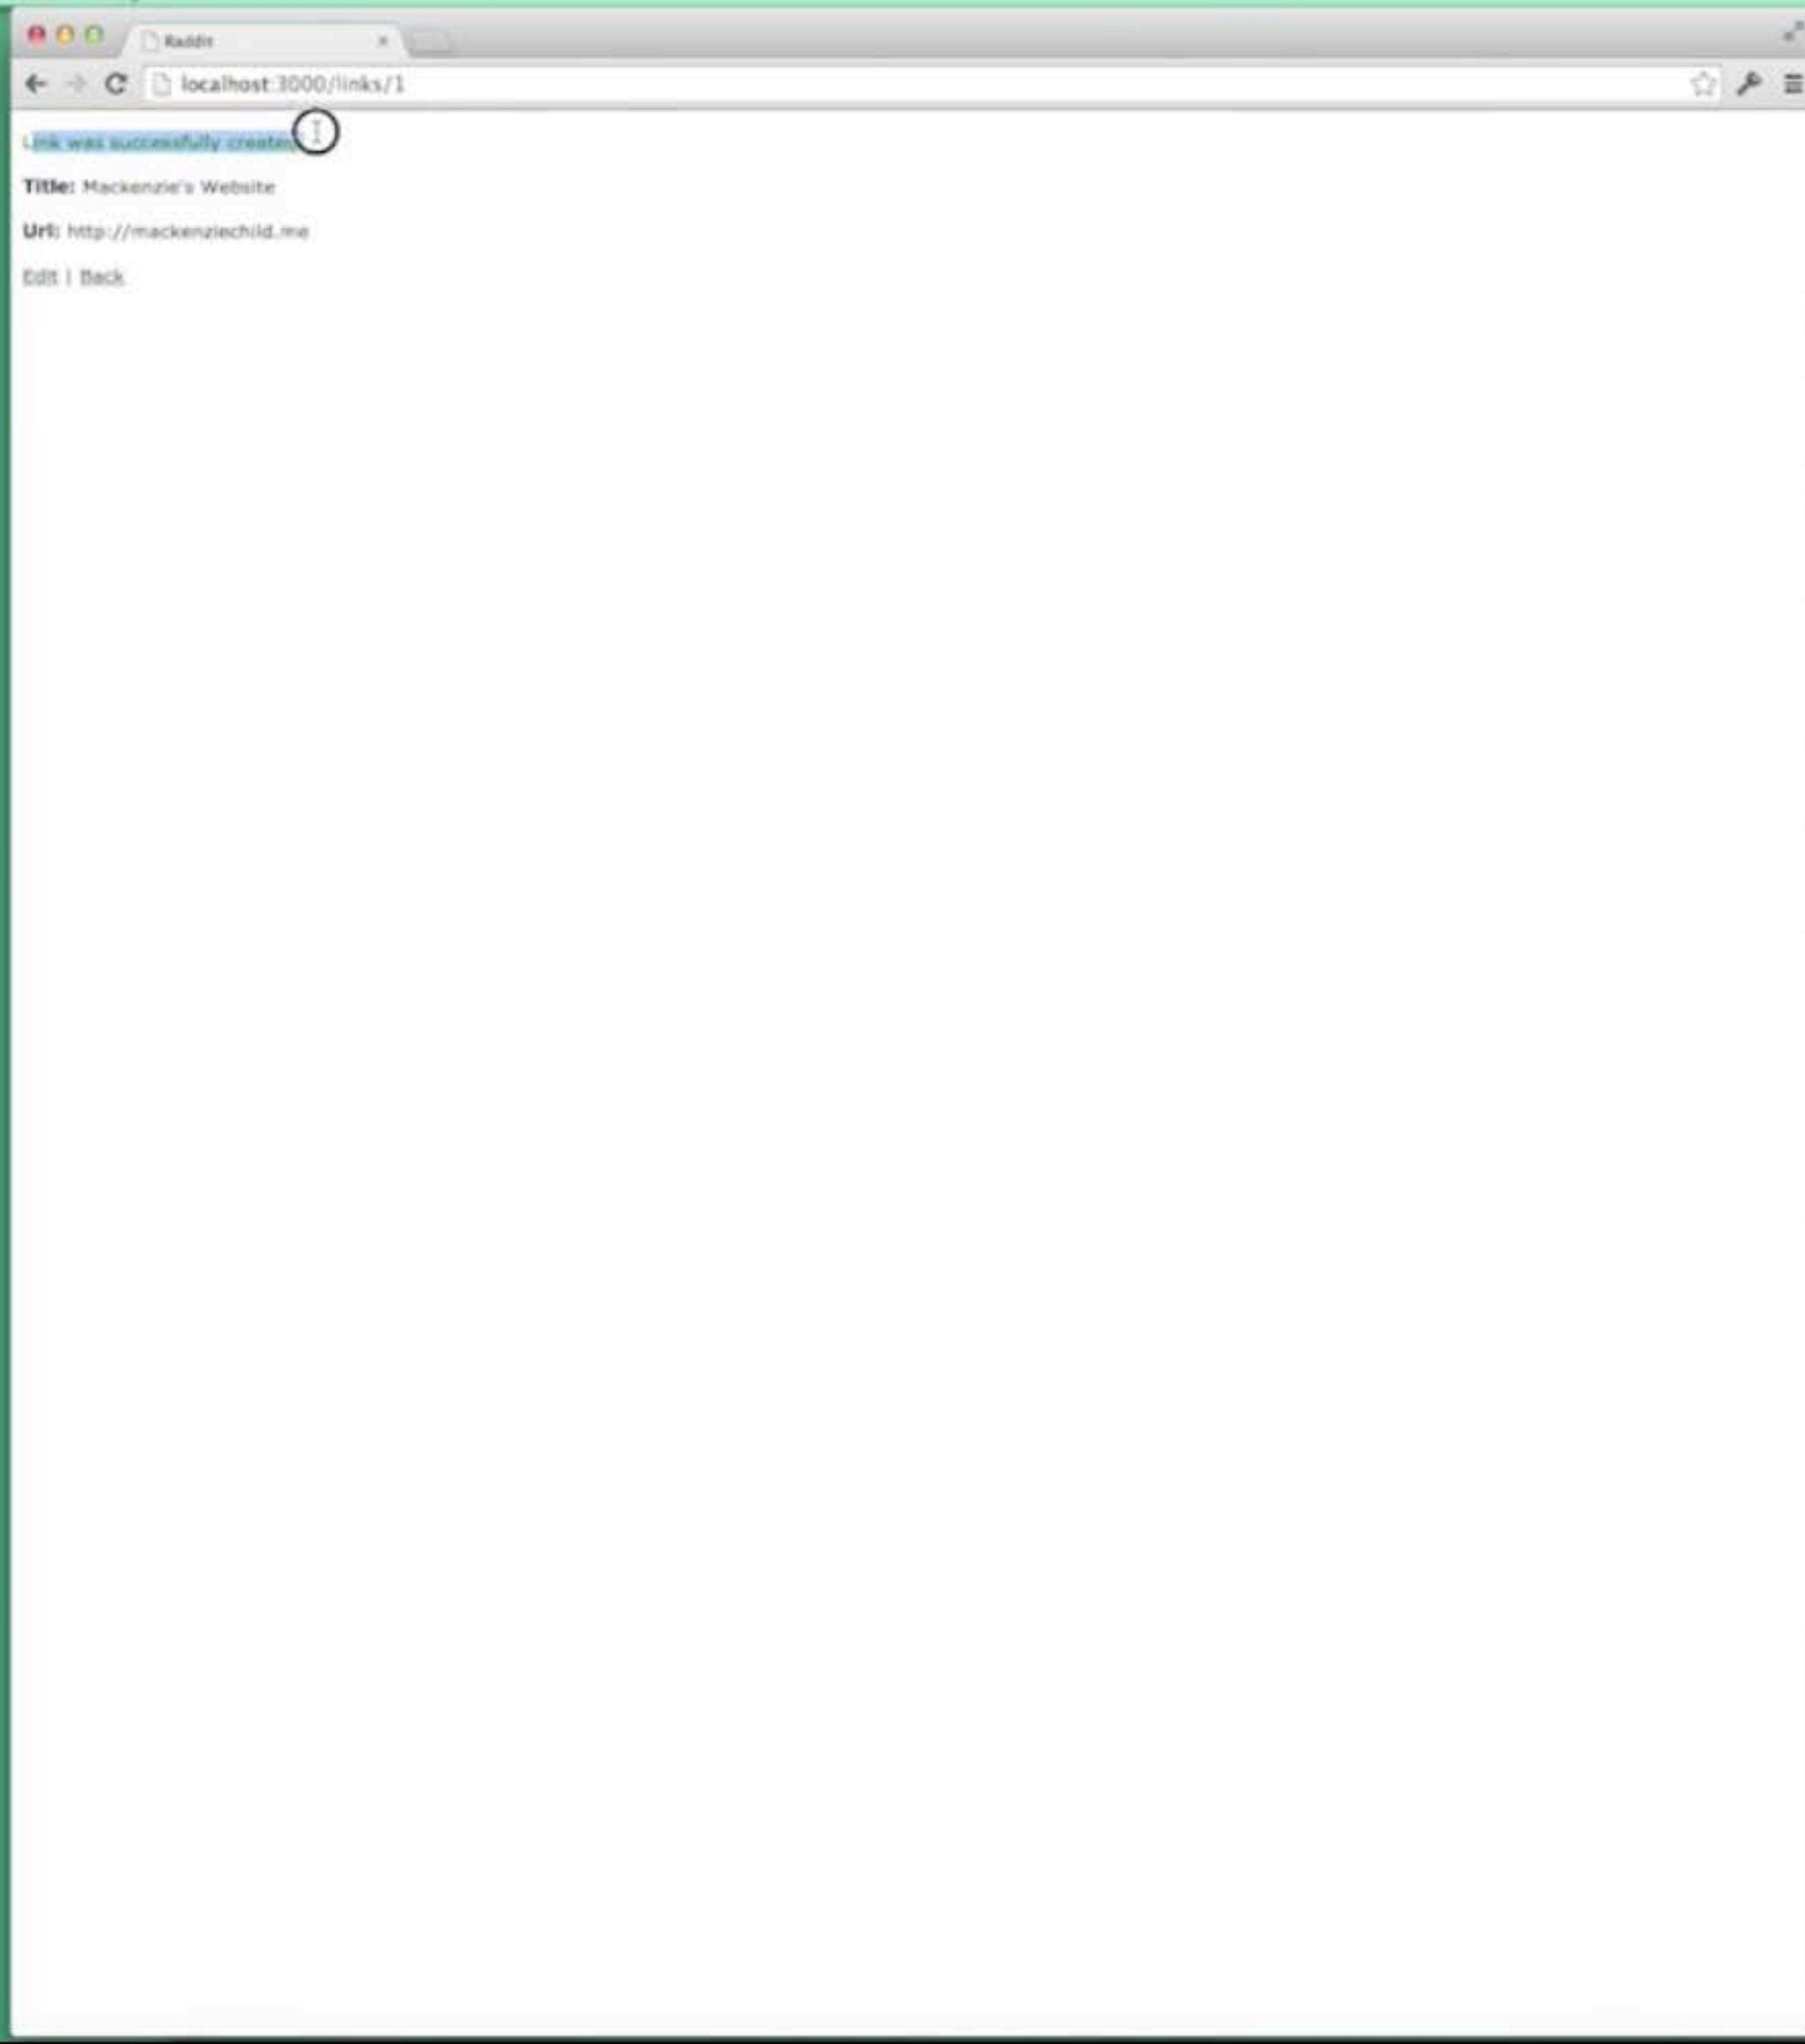 Raddit
localhost:3000/links/1
Link was successfully created
Title: Mackenzie's Website
Url: http://mackenziechild.me
Edit | Back